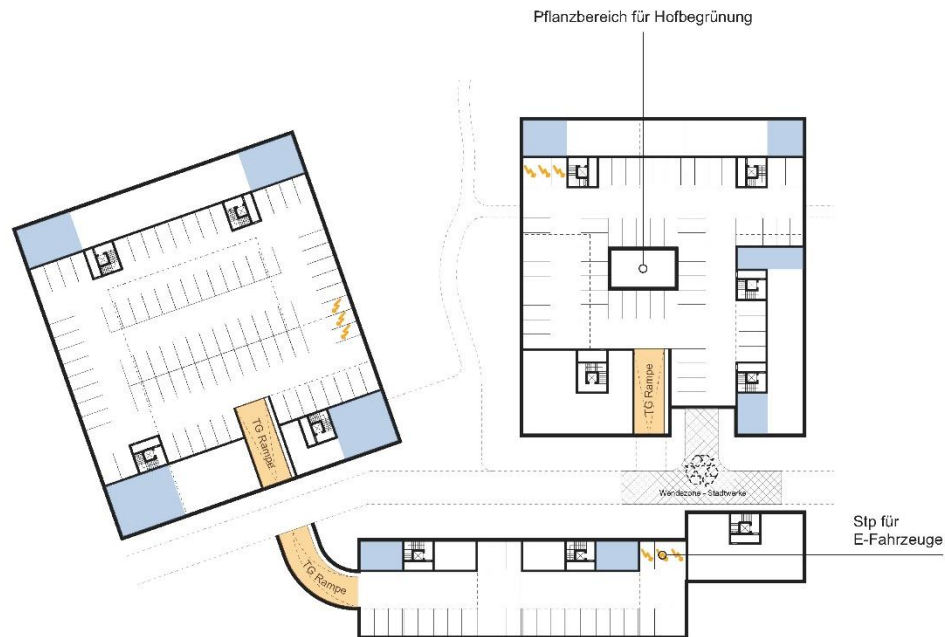 Pflanzbereich für Hofbegrünung
TG Rampe
TG Rampe
Wendezone - Stadtwerke
Stp für
E-Fahrzeuge
TG Rampe